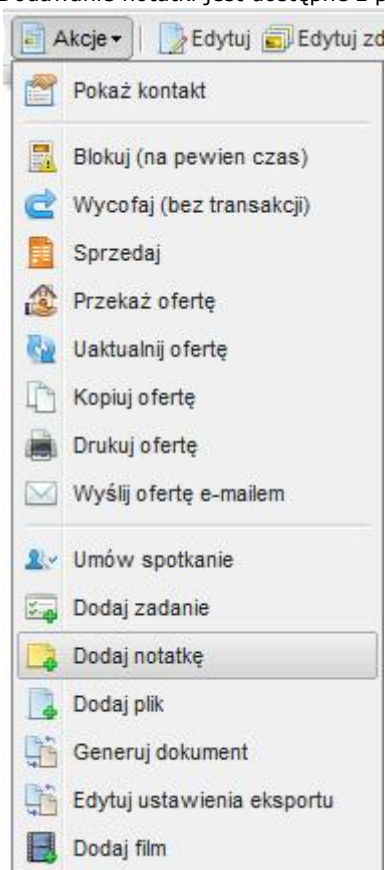 Dodawanie notatki jest dostępne z p
Akcje Edytuj Edytuj zd
Pokaż kontakt
Blokuj (na pewien czas)
Wycofaj (bez transakcji)
Sprzedaj
Przekaż ofertę
Uaktualnij ofertę
Kopiuj ofertę
Drukuj ofertę
Wyślij ofertę e-mailem
Umów spotkanie
Dodaj zadanie
Dodaj notatkę
Dodaj plik
Generuj dokument
Edytuj ustawienia eksportu
Dodaj film